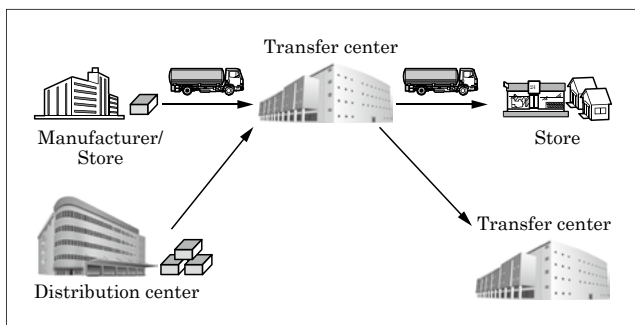 Transfer center
Manufacturer/
Store
Store
Transfer center
Distribution center